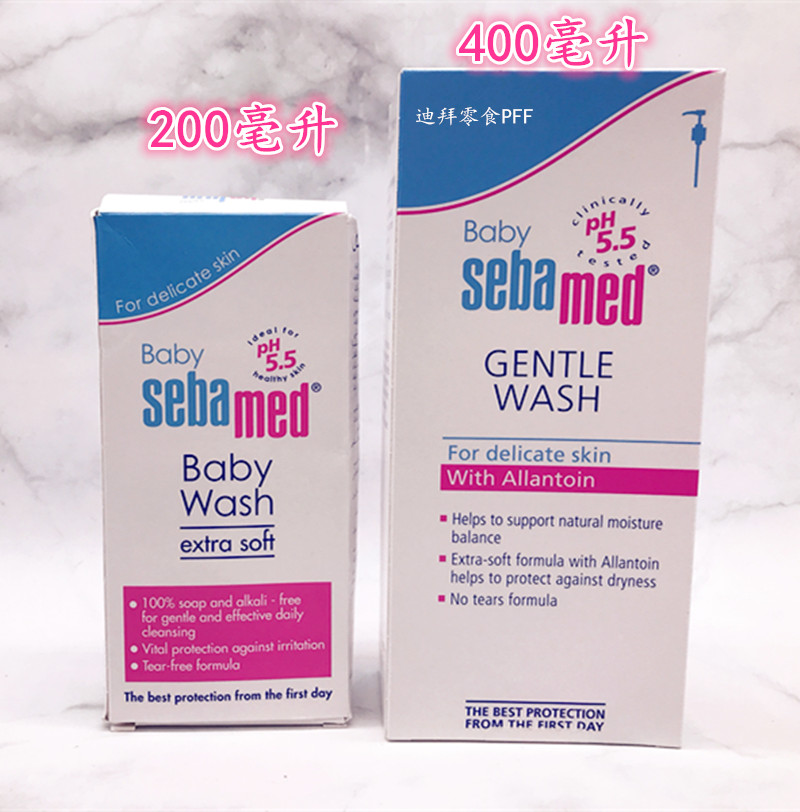 400毫升
200毫升
迪拜零食PFF
For delicate skin
Baby
sebamed®
ideal for
pH
5.5
healthy skin
Baby
Wash
extra soft
100% soap and alkali - free
for gentle and effective daily
cleansing
Vital protection against irritation
Tear-free formula
The best protection from the first day
Baby
sebamed®
clinically
pH
5.5
tested
GENTLE
WASH
For delicate skin
With Allantoin
Helps to support natural moisture
balance
Extra-soft formula with Allantoin
helps to protect against dryness
No tears formula
THE BEST PROTECTION
FROM THE FIRST DAY